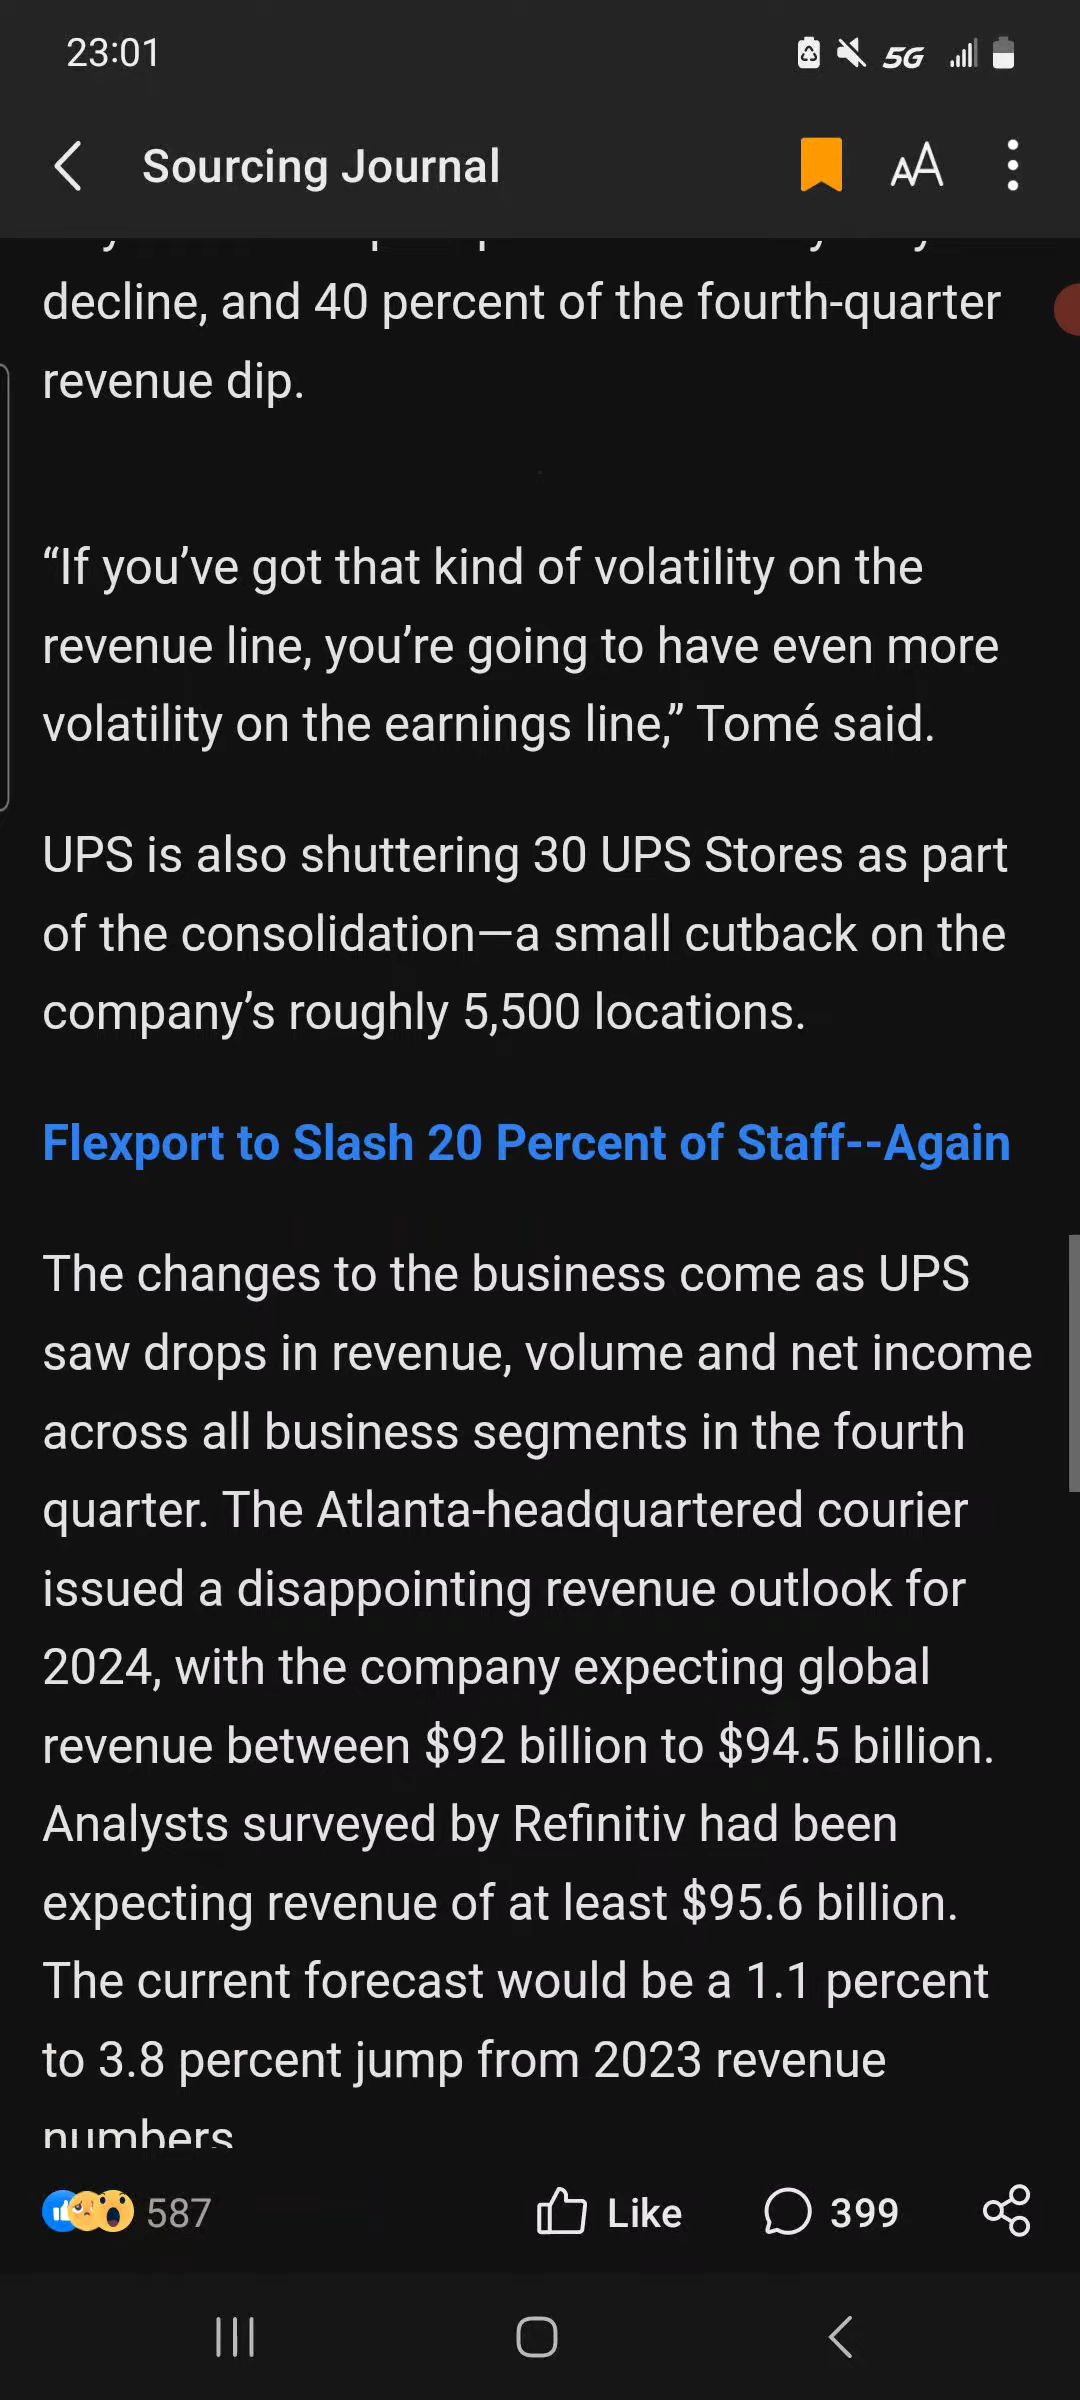 23:01
5G
Sourcing Journal
decline, and 40 percent of the fourth-quarter
revenue dip.
“If you’ve got that kind of volatility on the
revenue line, you’re going to have even more
volatility on the earnings line,” Tomé said.
UPS is also shuttering 30 UPS Stores as part
of the consolidation—a small cutback on the
company’s roughly 5,500 locations.
Flexport to Slash 20 Percent of Staff--Again
The changes to the business come as UPS
saw drops in revenue, volume and net income
across all business segments in the fourth
quarter. The Atlanta-headquartered courier
issued a disappointing revenue outlook for
2024, with the company expecting global
revenue between $92 billion to $94.5 billion.
Analysts surveyed by Refinitiv had been
expecting revenue of at least $95.6 billion.
The current forecast would be a 1.1 percent
to 3.8 percent jump from 2023 revenue
numbers
587 Like 399